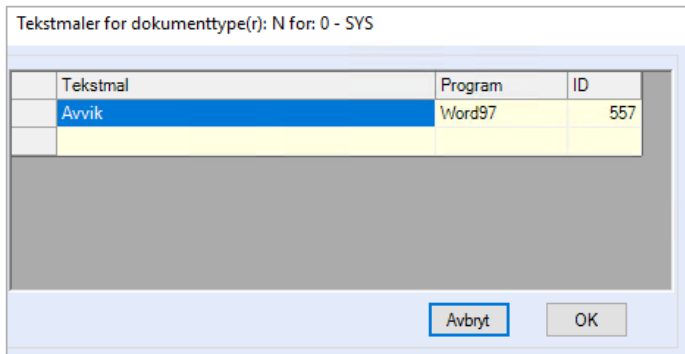 Tekstmaler for dokumenttype(r): N for: 0 - SYS
Tekstmal Program ID
Avvik Word97 557
Avbryt OK